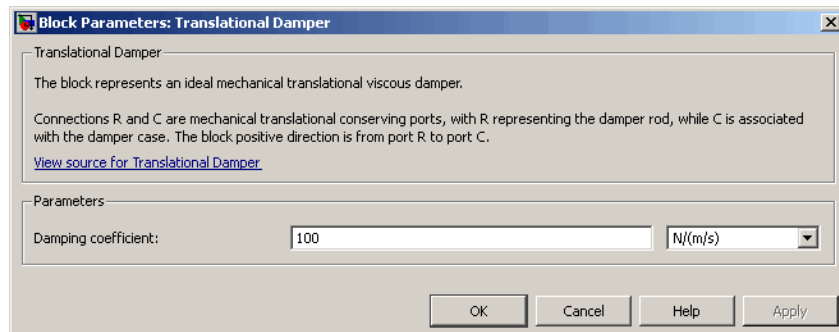 Block Parameters: Translational Damper
Translational Damper
The block represents an ideal mechanical translational viscous damper.
Connections R and C are mechanical translational conserving ports, with R representing the damper rod, while C is associated
with the damper case. The block positive direction is from port R to port C.
View source for Translational Damper
Parameters
Damping coefficient: 100 N/(m/s)
OK Cancel Help Apply